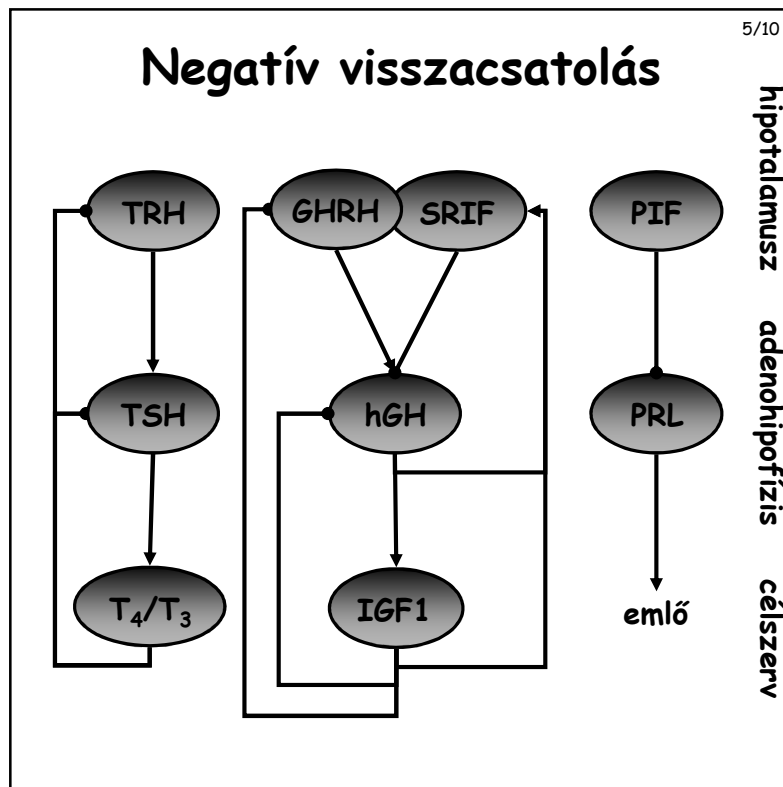 5/10
Negatív visszacsatolás
TRH
GHRH
SRIF
PIF
hipotalamusz
TSH
hGH
PRL
adenohipofízis
T₄/T₃
IGF1
emlő
célszerv